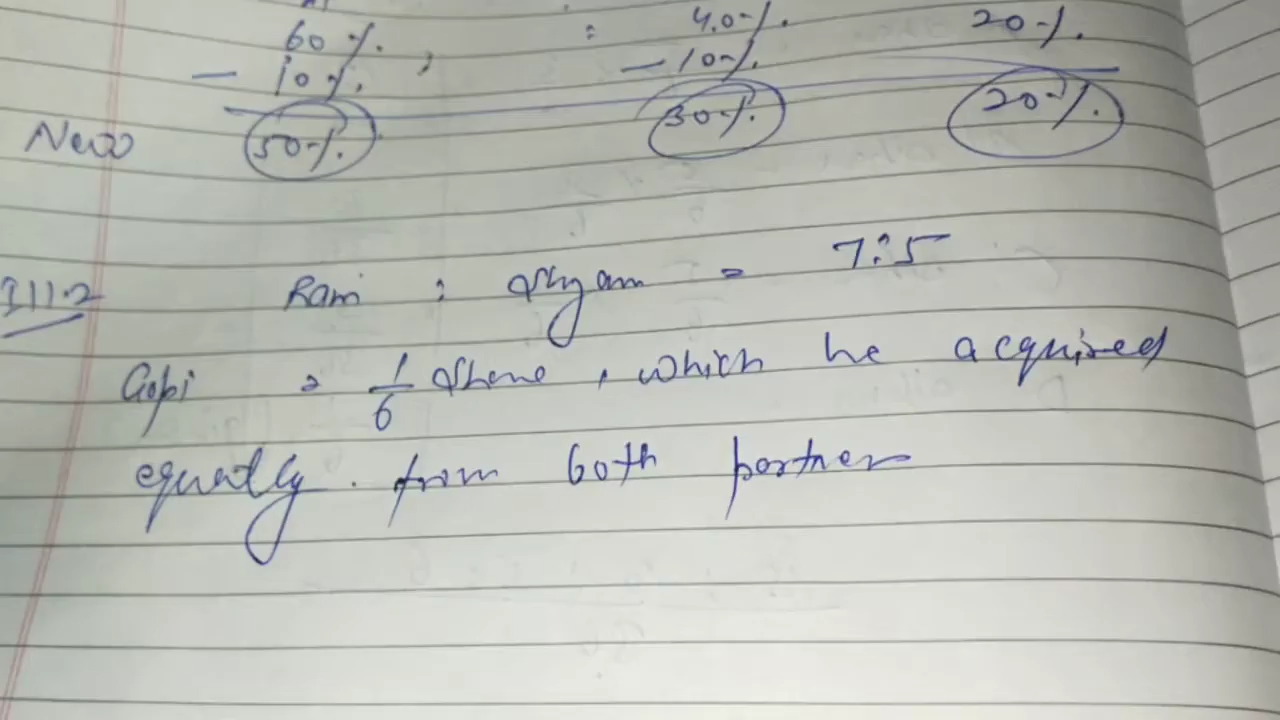 60 %. , : 40 %. 20 %.
— 10 %. — 10 %.
New 50 %. 30 %. 20 %.
Ill.2 Ram : Shyam = 7:5
Gopi = 1/6 Share, which he acquired
equally. from both partner